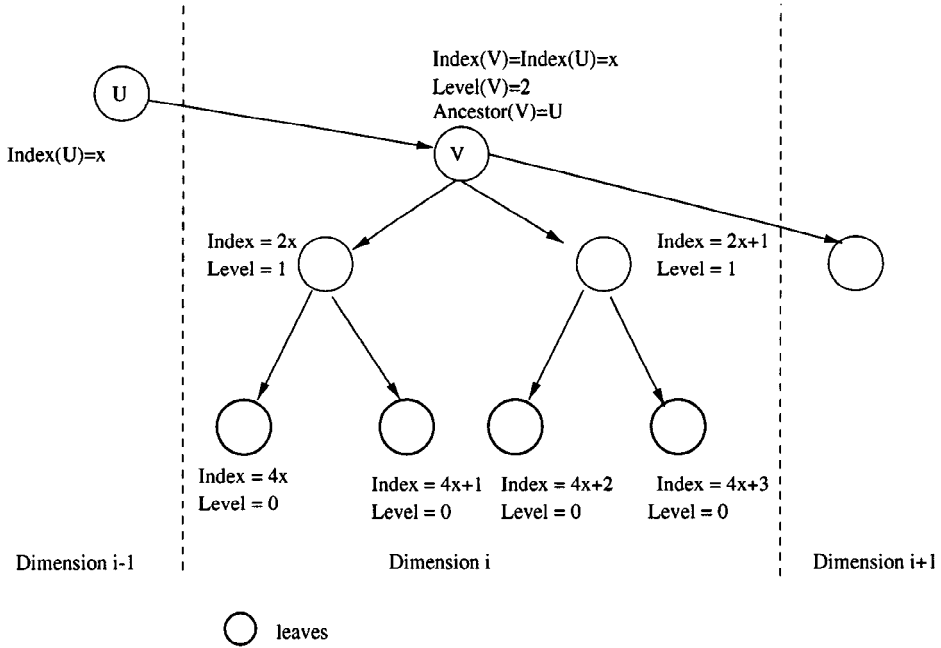 Index(V)=Index(U)=x
Level(V)=2
Ancestor(V)=U
U
Index(U)=x
V
Index = 2x
Level = 1
Index = 2x+1
Level = 1
Index = 4x
Level = 0
Index = 4x+1
Level = 0
Index = 4x+2
Level = 0
Index = 4x+3
Level = 0
Dimension i-1
Dimension i
Dimension i+1
leaves